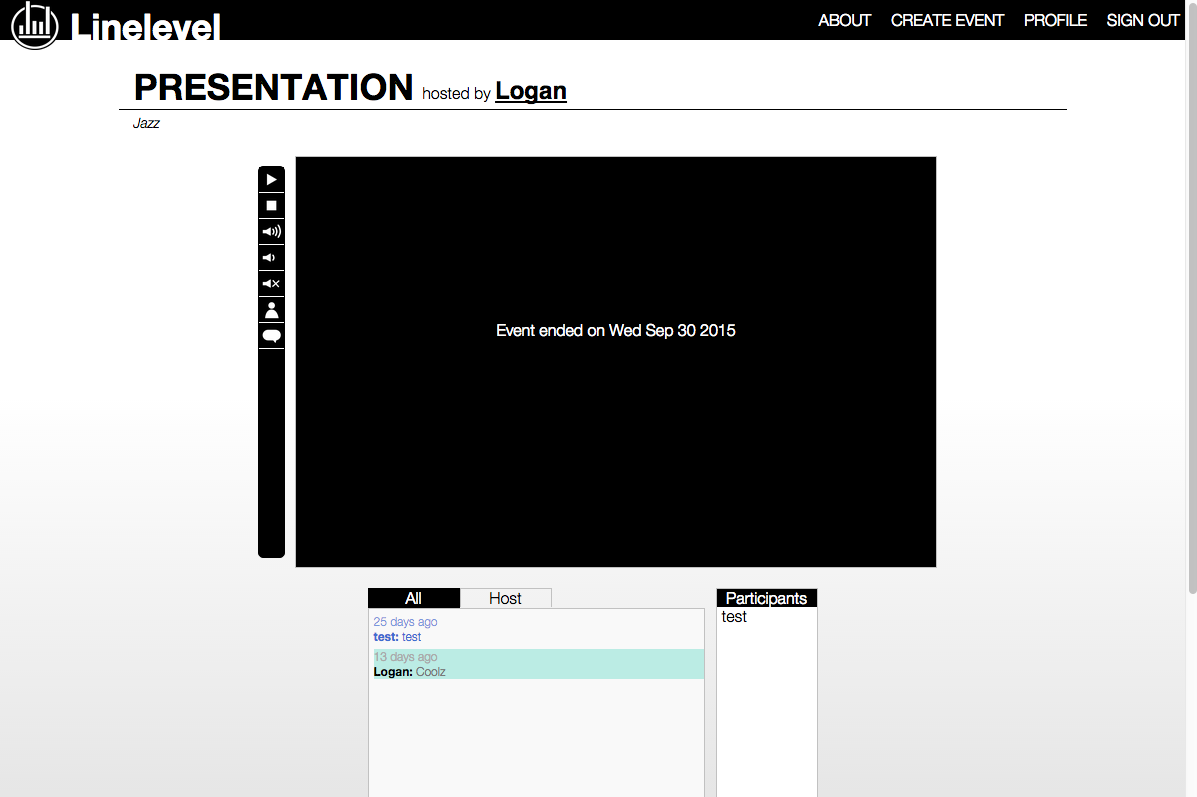 Linelevel
ABOUT CREATE EVENT PROFILE SIGN OUT
PRESENTATION hosted by Logan
Jazz
Event ended on Wed Sep 30 2015
All Host
25 days ago
test: test
13 days ago
Logan: Coolz
Participants
test